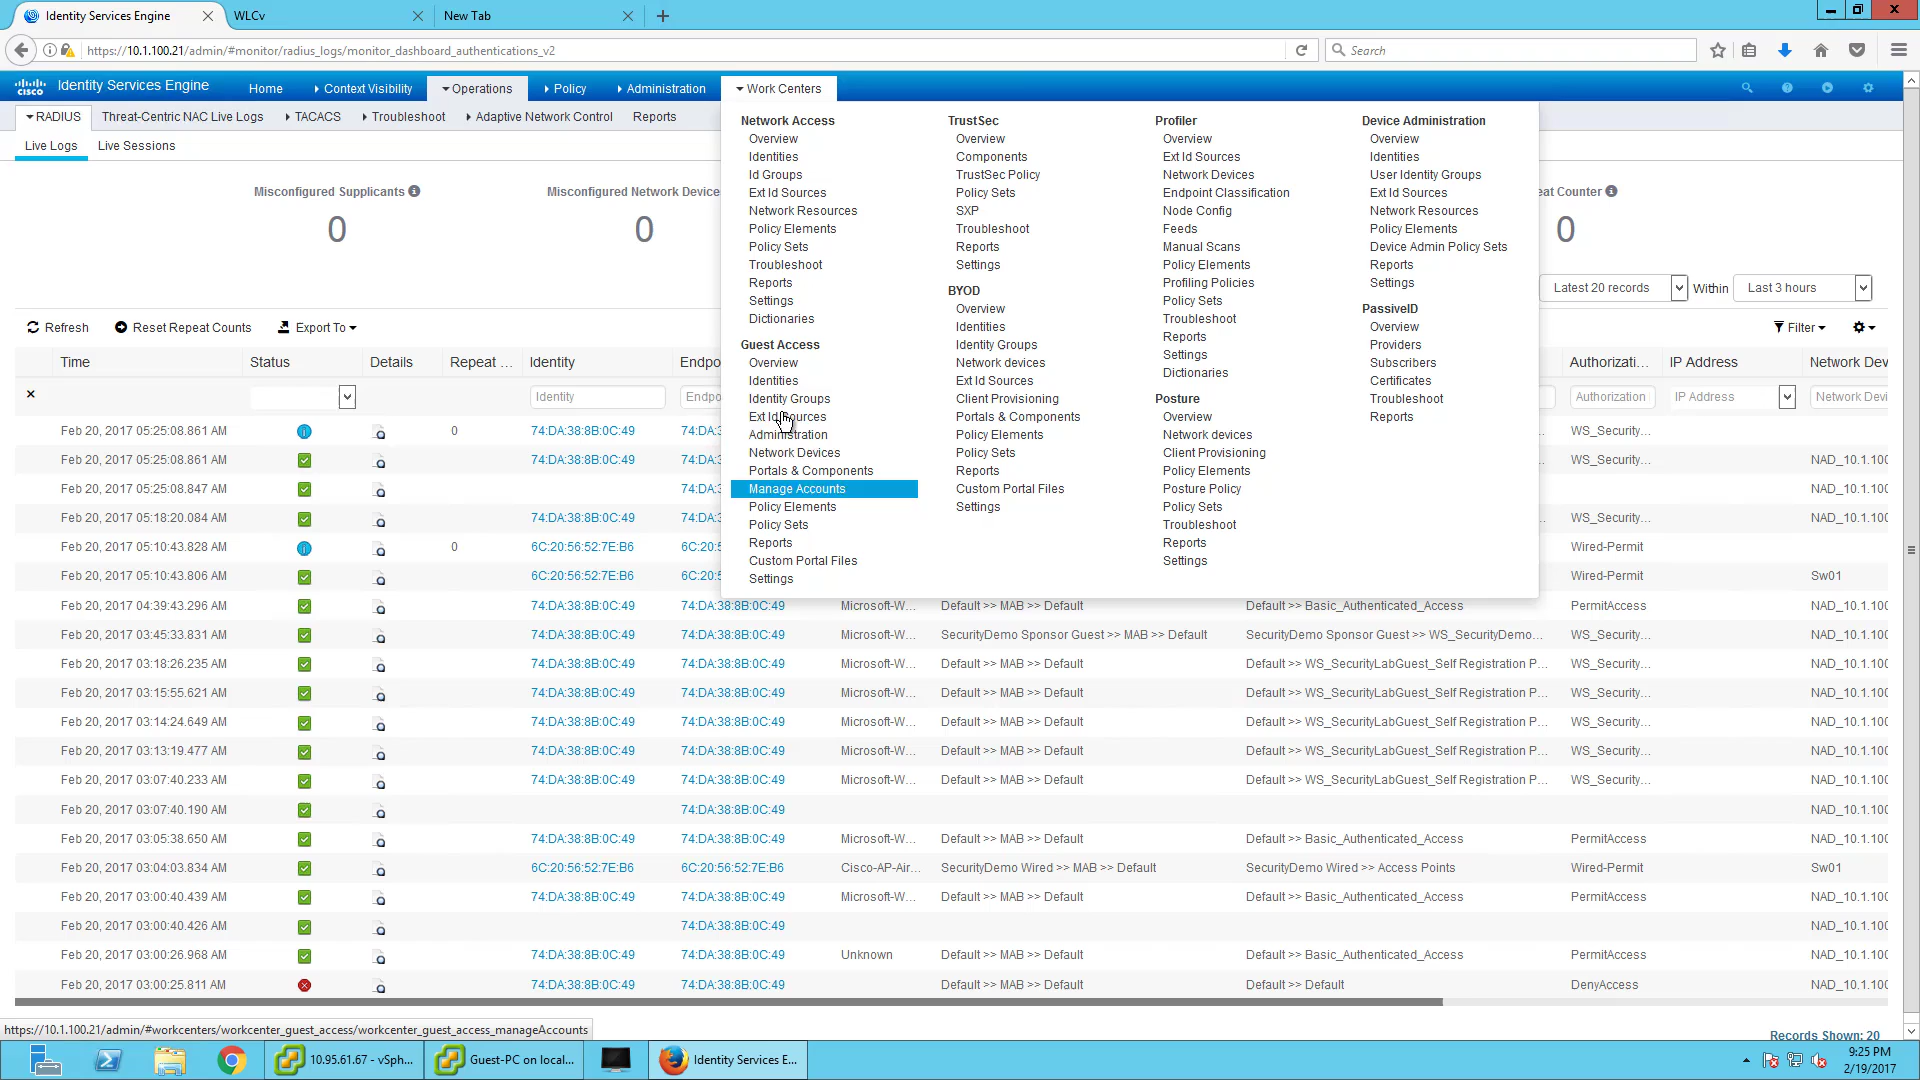 Identity Services Engine
WLCv
New Tab
https://10.1.100.21/admin/#monitor/radius_logs/monitor_dashboard_authentications_v2
Search
cisco Identity Services Engine
Home
Context Visibility
Operations
Policy
Administration
Work Centers
RADIUS
Threat-Centric NAC Live Logs
TACACS
Troubleshoot
Adaptive Network Control
Reports
Live Logs
Live Sessions
Misconfigured Supplicants
0
Misconfigured Network Devices
0
eat Counter
0
Network Access
Overview
Identities
Id Groups
Ext Id Sources
Network Resources
Policy Elements
Policy Sets
Troubleshoot
Reports
Settings
Dictionaries
Guest Access
Overview
Identities
Identity Groups
Ext Id Sources
Administration
Network Devices
Portals & Components
Manage Accounts
Policy Elements
Policy Sets
Reports
Custom Portal Files
Settings
TrustSec
Overview
Components
TrustSec Policy
Policy Sets
SXP
Troubleshoot
Reports
Settings
BYOD
Overview
Identities
Identity Groups
Network devices
Ext Id Sources
Client Provisioning
Portals & Components
Policy Elements
Policy Sets
Reports
Custom Portal Files
Settings
Profiler
Overview
Ext Id Sources
Network Devices
Endpoint Classification
Node Config
Feeds
Manual Scans
Policy Elements
Profiling Policies
Policy Sets
Troubleshoot
Reports
Settings
Dictionaries
Posture
Overview
Network devices
Client Provisioning
Policy Elements
Posture Policy
Policy Sets
Troubleshoot
Reports
Settings
Device Administration
Overview
Identities
User Identity Groups
Ext Id Sources
Network Resources
Policy Elements
Device Admin Policy Sets
Reports
Settings
PassiveID
Overview
Providers
Subscribers
Certificates
Troubleshoot
Reports
Latest 20 records Within Last 3 hours
Refresh Reset Repeat Counts Export To
Filter
Time Status Details Repeat ... Identity Endpo Authorizati... IP Address Network Dev
Identity Endpo Authorization IP Address Network Devi
Feb 20, 2017 05:25:08.861 AM 0 74:DA:38:8B:0C:49 74:DA:3 WS_Security...
Feb 20, 2017 05:25:08.861 AM 74:DA:38:8B:0C:49 74:DA:3 WS_Security... NAD_10.1.100
Feb 20, 2017 05:25:08.847 AM 74:DA:3 NAD_10.1.100
Feb 20, 2017 05:18:20.084 AM 74:DA:38:8B:0C:49 74:DA:3 WS_Security... NAD_10.1.100
Feb 20, 2017 05:10:43.828 AM 0 6C:20:56:52:7E:B6 6C:20:5 Wired-Permit
Feb 20, 2017 05:10:43.806 AM 6C:20:56:52:7E:B6 6C:20:5 Wired-Permit Sw01
Feb 20, 2017 04:39:43.296 AM 74:DA:38:8B:0C:49 74:DA:38:8B:0C:49 Microsoft-W... Default >> MAB >> Default Default >> Basic_Authenticated_Access PermitAccess NAD_10.1.100
Feb 20, 2017 03:45:33.831 AM 74:DA:38:8B:0C:49 74:DA:38:8B:0C:49 Microsoft-W... SecurityDemo Sponsor Guest >> MAB >> Default SecurityDemo Sponsor Guest >> WS_SecurityDemo... WS_Security... NAD_10.1.100
Feb 20, 2017 03:18:26.235 AM 74:DA:38:8B:0C:49 74:DA:38:8B:0C:49 Microsoft-W... Default >> MAB >> Default Default >> WS_SecurityLabGuest_Self Registration P... WS_Security... NAD_10.1.100
Feb 20, 2017 03:15:55.621 AM 74:DA:38:8B:0C:49 74:DA:38:8B:0C:49 Microsoft-W... Default >> MAB >> Default Default >> WS_SecurityLabGuest_Self Registration P... WS_Security... NAD_10.1.100
Feb 20, 2017 03:14:24.649 AM 74:DA:38:8B:0C:49 74:DA:38:8B:0C:49 Microsoft-W... Default >> MAB >> Default Default >> WS_SecurityLabGuest_Self Registration P... WS_Security... NAD_10.1.100
Feb 20, 2017 03:13:19.477 AM 74:DA:38:8B:0C:49 74:DA:38:8B:0C:49 Microsoft-W... Default >> MAB >> Default Default >> WS_SecurityLabGuest_Self Registration P... WS_Security... NAD_10.1.100
Feb 20, 2017 03:07:40.233 AM 74:DA:38:8B:0C:49 74:DA:38:8B:0C:49 Microsoft-W... Default >> MAB >> Default Default >> WS_SecurityLabGuest_Self Registration P... WS_Security... NAD_10.1.100
Feb 20, 2017 03:07:40.190 AM 74:DA:38:8B:0C:49 NAD_10.1.100
Feb 20, 2017 03:05:38.650 AM 74:DA:38:8B:0C:49 74:DA:38:8B:0C:49 Microsoft-W... Default >> MAB >> Default Default >> Basic_Authenticated_Access PermitAccess NAD_10.1.100
Feb 20, 2017 03:04:03.834 AM 6C:20:56:52:7E:B6 6C:20:56:52:7E:B6 Cisco-AP-Air... SecurityDemo Wired >> MAB >> Default SecurityDemo Wired >> Access Points Wired-Permit Sw01
Feb 20, 2017 03:00:40.439 AM 74:DA:38:8B:0C:49 74:DA:38:8B:0C:49 Microsoft-W... Default >> MAB >> Default Default >> Basic_Authenticated_Access PermitAccess NAD_10.1.100
Feb 20, 2017 03:00:40.426 AM 74:DA:38:8B:0C:49 NAD_10.1.100
Feb 20, 2017 03:00:26.968 AM 74:DA:38:8B:0C:49 74:DA:38:8B:0C:49 Unknown Default >> MAB >> Default Default >> Basic_Authenticated_Access PermitAccess NAD_10.1.100
Feb 20, 2017 03:00:25.811 AM 74:DA:38:8B:0C:49 74:DA:38:8B:0C:49 Default >> MAB >> Default Default >> Default DenyAccess NAD_10.1.100
https://10.1.100.21/admin/#workcenters/workcenter_guest_access/workcenter_guest_access_manageAccounts
Records Shown: 20
10.95.61.67 - vSph...
Guest-PC on local...
Identity Services E...
9:25 PM
2/19/2017